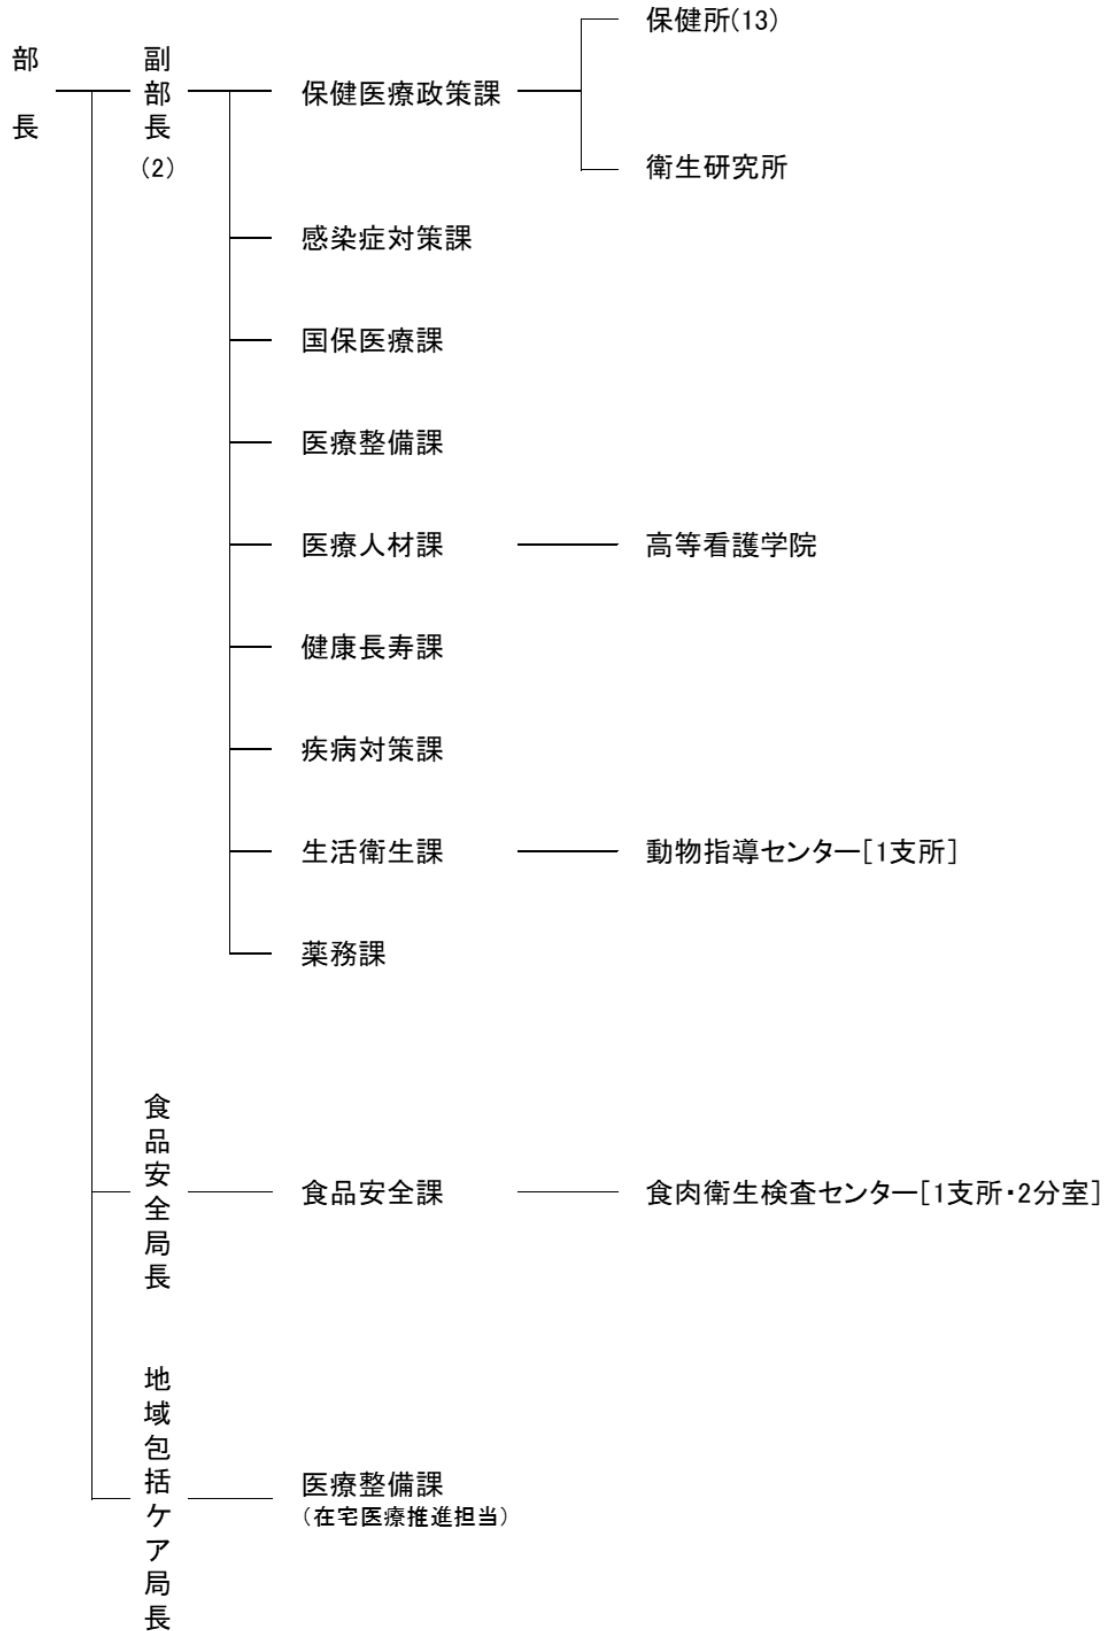 部長
副部長
(2)
保健医療政策課
保健所(13)
衛生研究所
感染症対策課
国保医療課
医療整備課
医療人材課
高等看護学院
健康長寿課
疾病対策課
生活衛生課
動物指導センター[1支所]
薬務課
食品安全局長
食品安全課
食肉衛生検査センター[1支所・2分室]
地域包括ケア局長
医療整備課
(在宅医療推進担当)